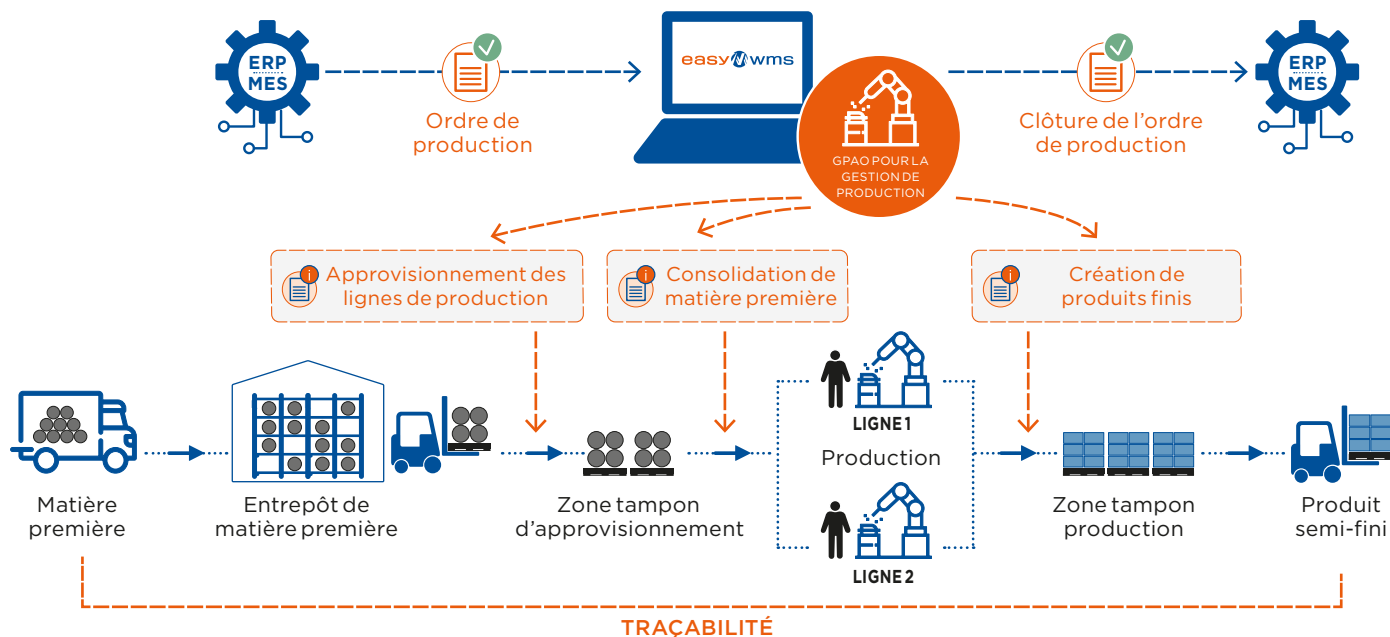 ERP
MES
Ordre de
production
easy wms
GPAO POUR LA
GESTION DE
PRODUCTION
Clôture de l'ordre
de production
ERP
MES
Approvisionnement des
lignes de production
Consolidation de
matière première
Création de
produits finis
Matière
première
Entrepôt de
matière première
Zone tampon
d'approvisionnement
LIGNE 1
Production
LIGNE 2
Zone tampon
production
Produit
semi-fini
TRAÇABILITÉ